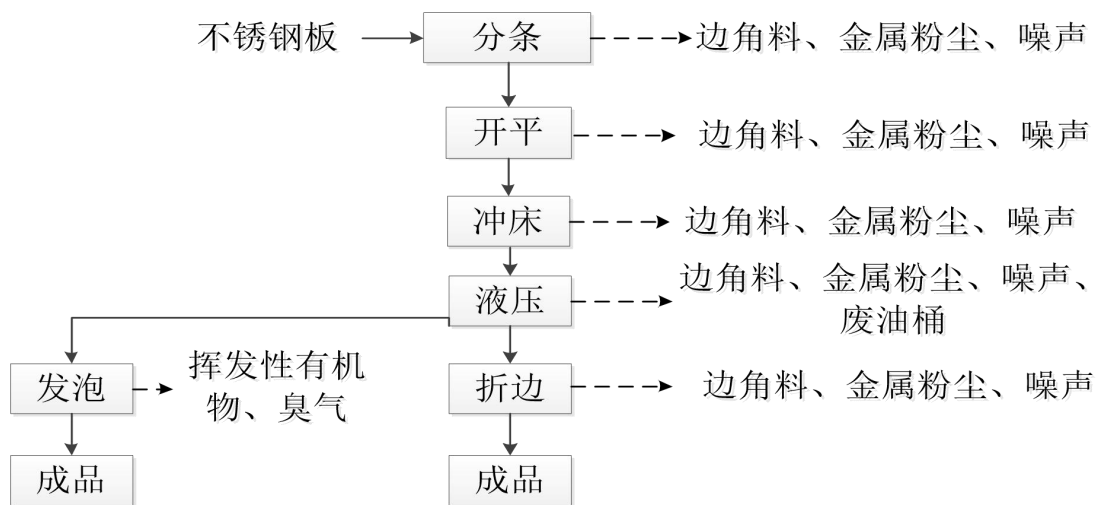 不锈钢板
分条
边角料、金属粉尘、噪声
开平
边角料、金属粉尘、噪声
冲床
边角料、金属粉尘、噪声
液压
边角料、金属粉尘、噪声、
废油桶
发泡
挥发性有机
物、臭气
折边
边角料、金属粉尘、噪声
成品
成品